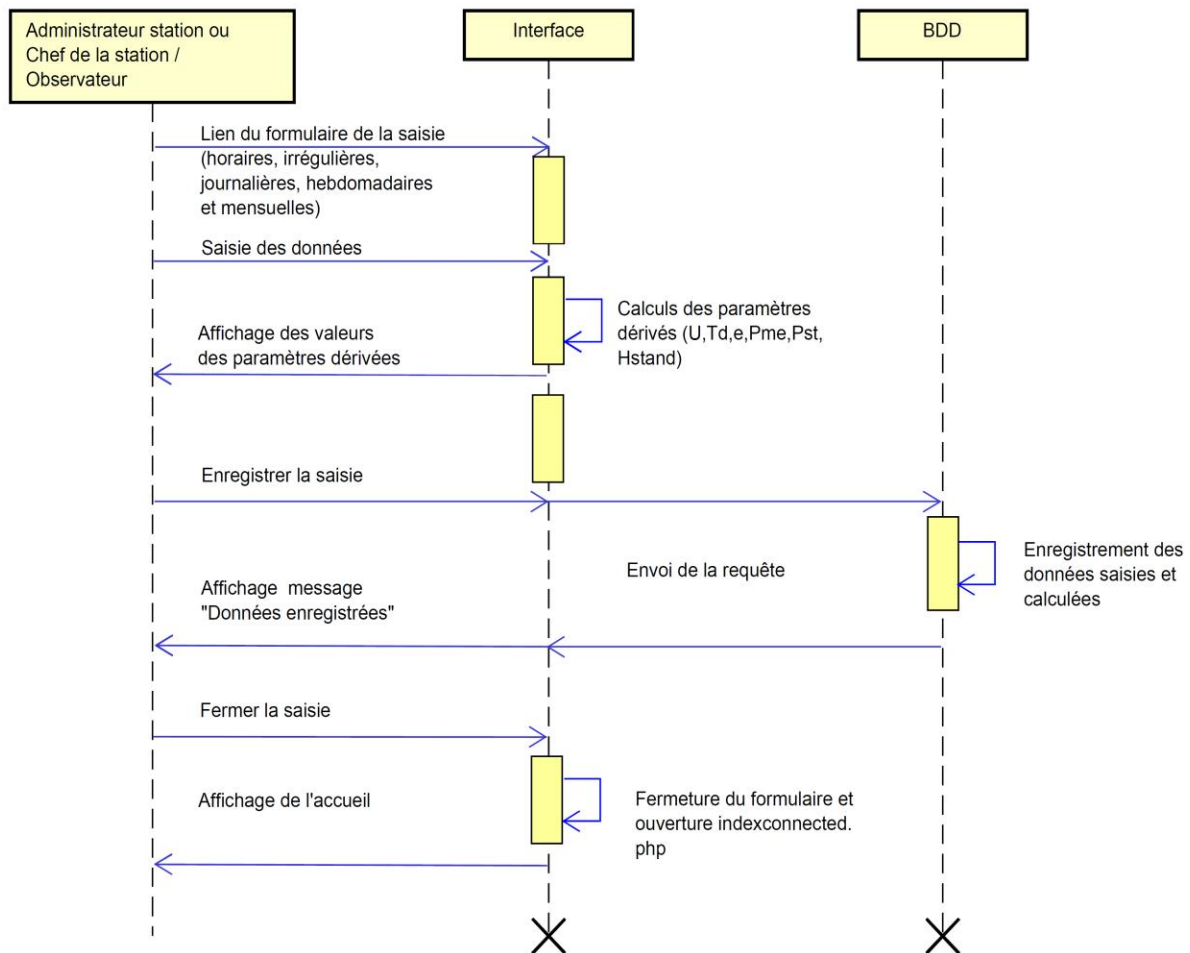 Administrateur station ou
Chef de la station /
Observateur
Interface
BDD
Lien du formulaire de la saisie
(horaires, irrégulières,
journalières, hebdomadaires
et mensuelles)
Saisie des données
Calculs des paramètres
dérivés (U,Td,e,Pme,Pst,
Hstand)
Affichage des valeurs
des paramètres dérivées
Enregistrer la saisie
Envoi de la requête
Enregistrement des
données saisies et
calculées
Affichage message
"Données enregistrées"
Fermer la saisie
Affichage de l'accueil
Fermeture du formulaire et
ouverture indexconnected.
php